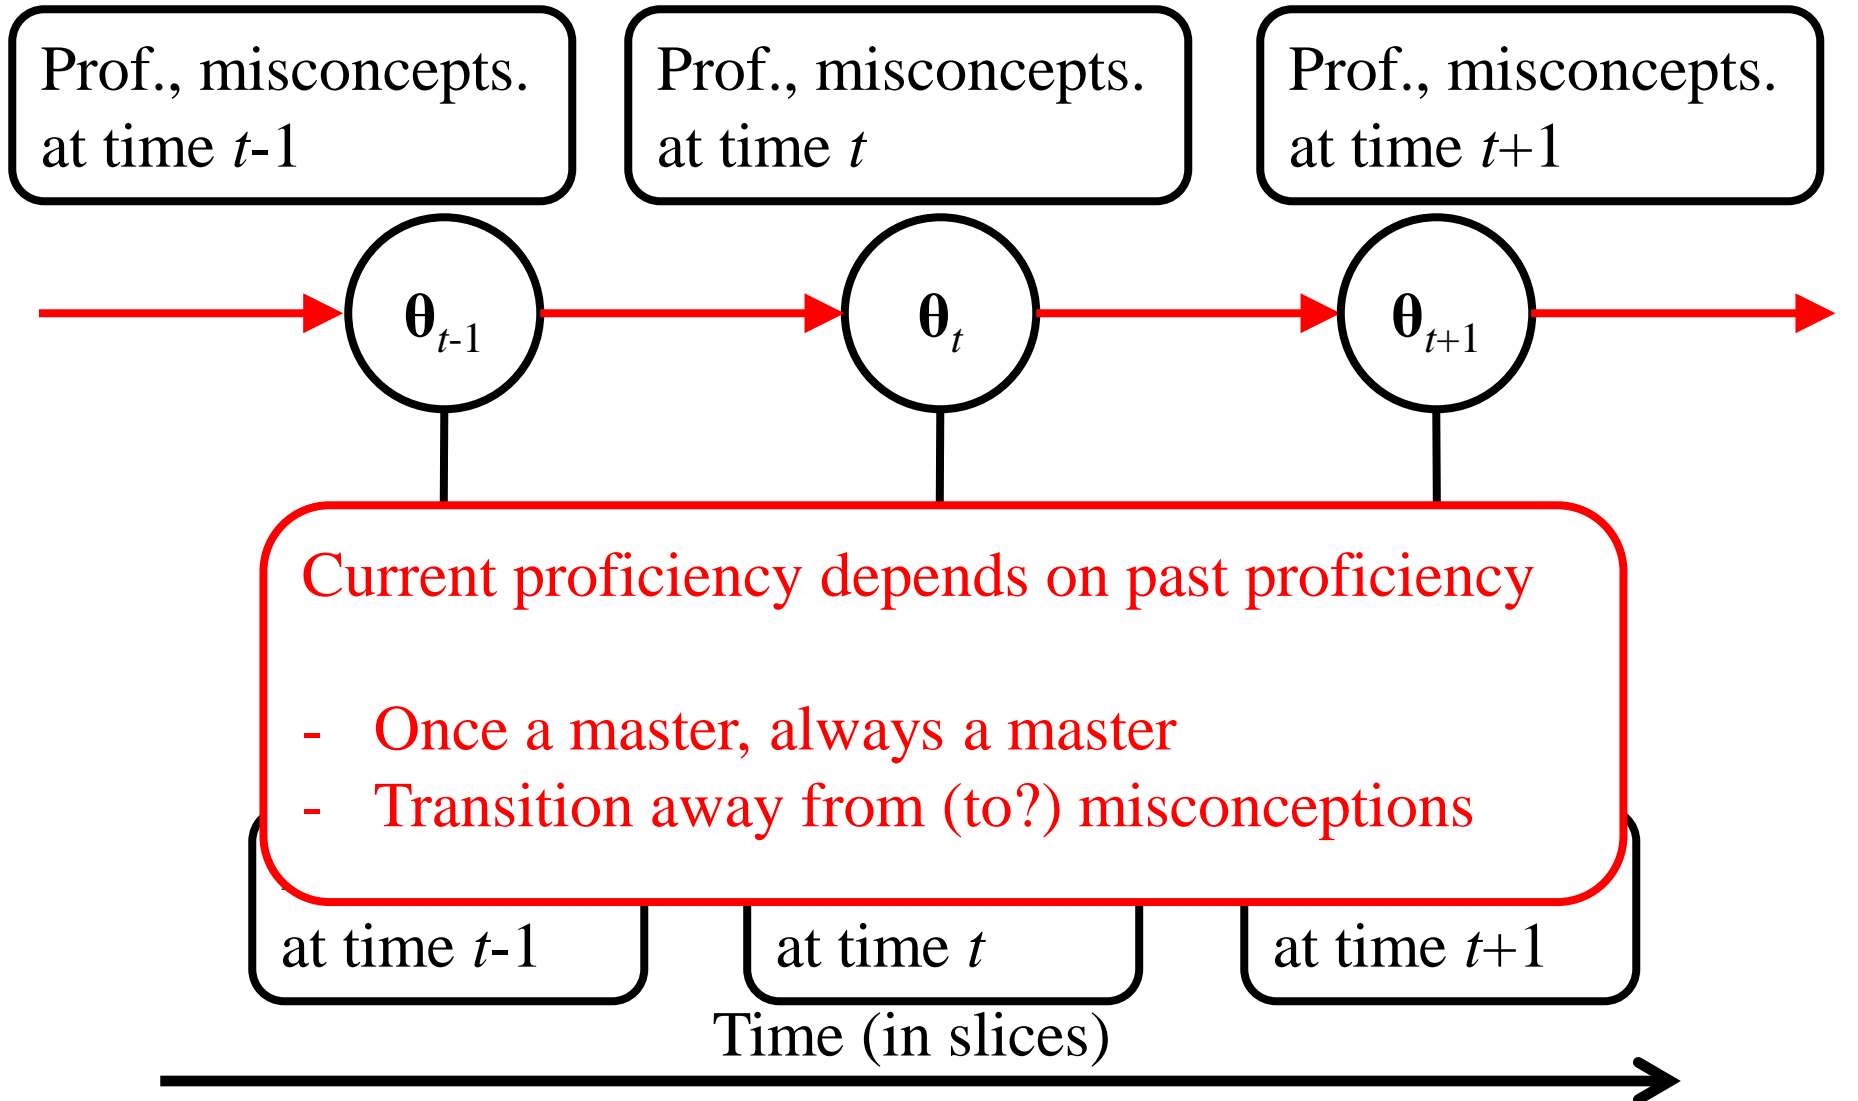 Prof., misconcepts.
at time t-1
Prof., misconcepts.
at time t
Prof., misconcepts.
at time t+1
θt-1
θt
θt+1
Current proficiency depends on past proficiency
- Once a master, always a master
- Transition away from (to?) misconceptions
at time t-1
at time t
at time t+1
Time (in slices)